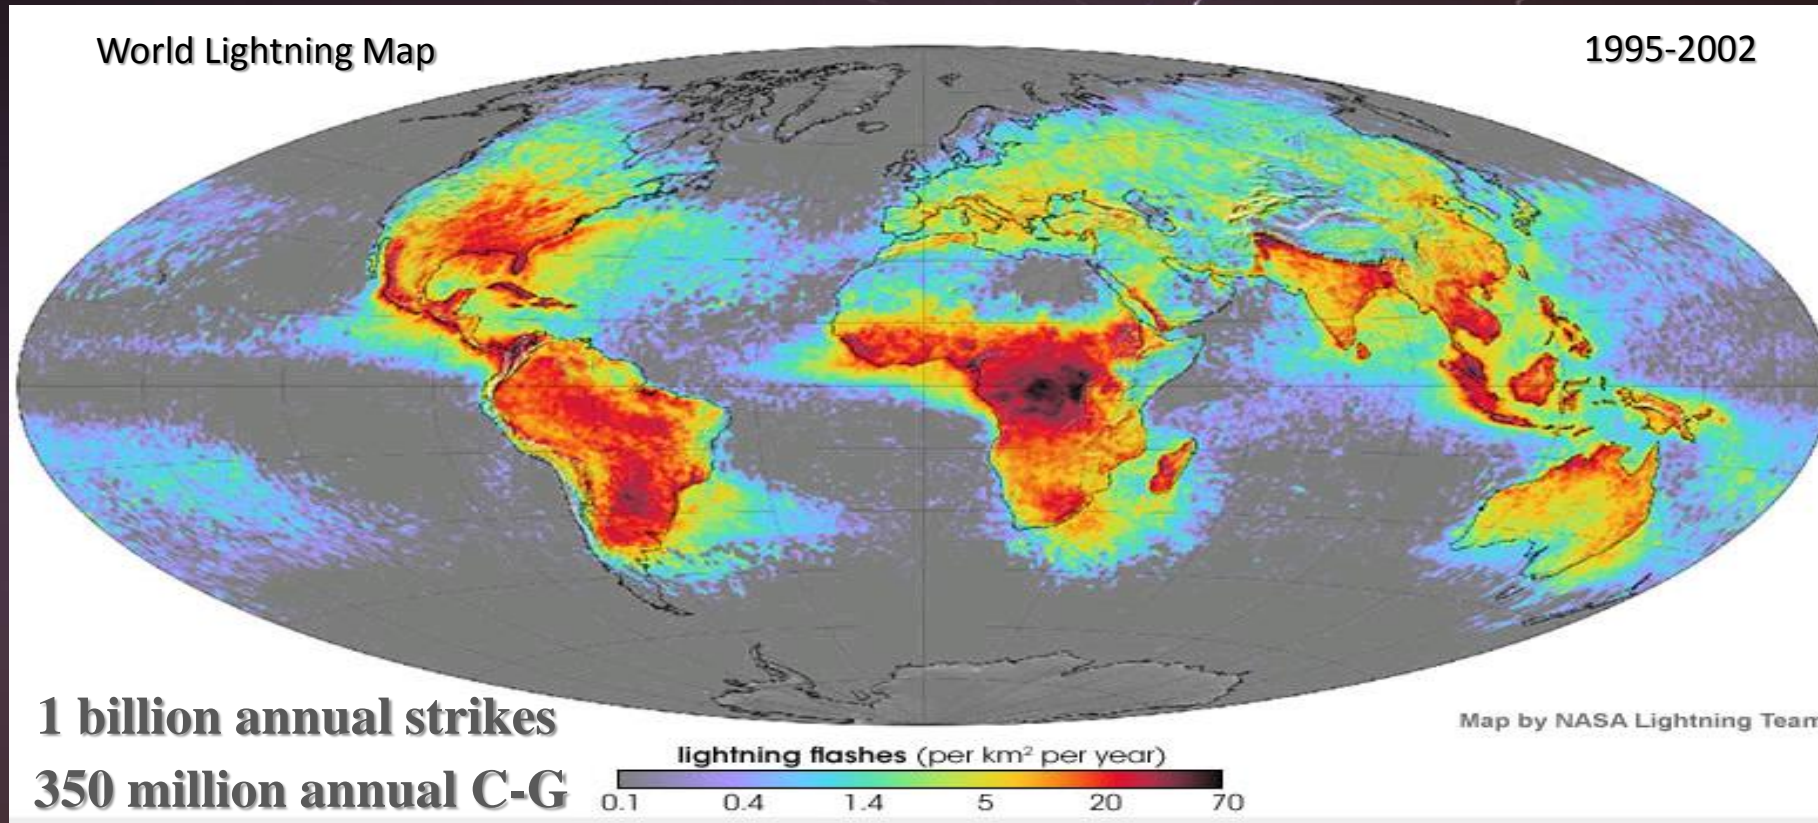 World Lightning Map
1995-2002
1 billion annual strikes
350 million annual C-G
Map by NASA Lightning Team
lightning flashes (per km² per year)
0.1 0.4 1.4 5 20 70